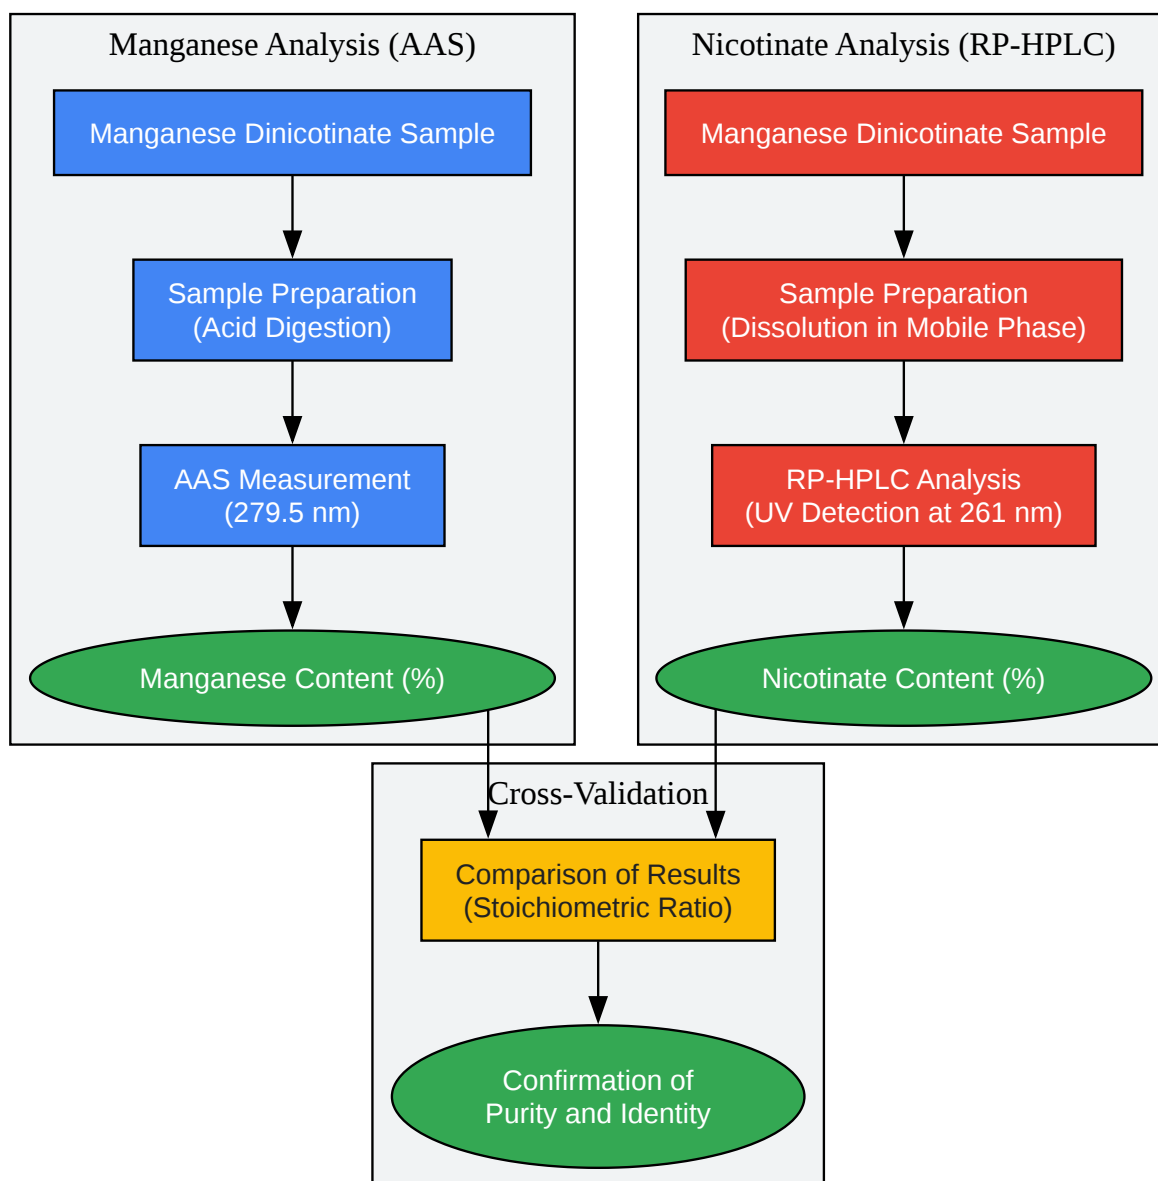 Manganese Analysis (AAS)
Manganese Dinicotinate Sample
Sample Preparation
(Acid Digestion)
AAS Measurement
(279.5 nm)
Manganese Content (%)
Nicotinate Analysis (RP-HPLC)
Manganese Dinicotinate Sample
Sample Preparation
(Dissolution in Mobile Phase)
RP-HPLC Analysis
(UV Detection at 261 nm)
Nicotinate Content (%)
Cross-Validation
Comparison of Results
(Stoichiometric Ratio)
Confirmation of
Purity and Identity